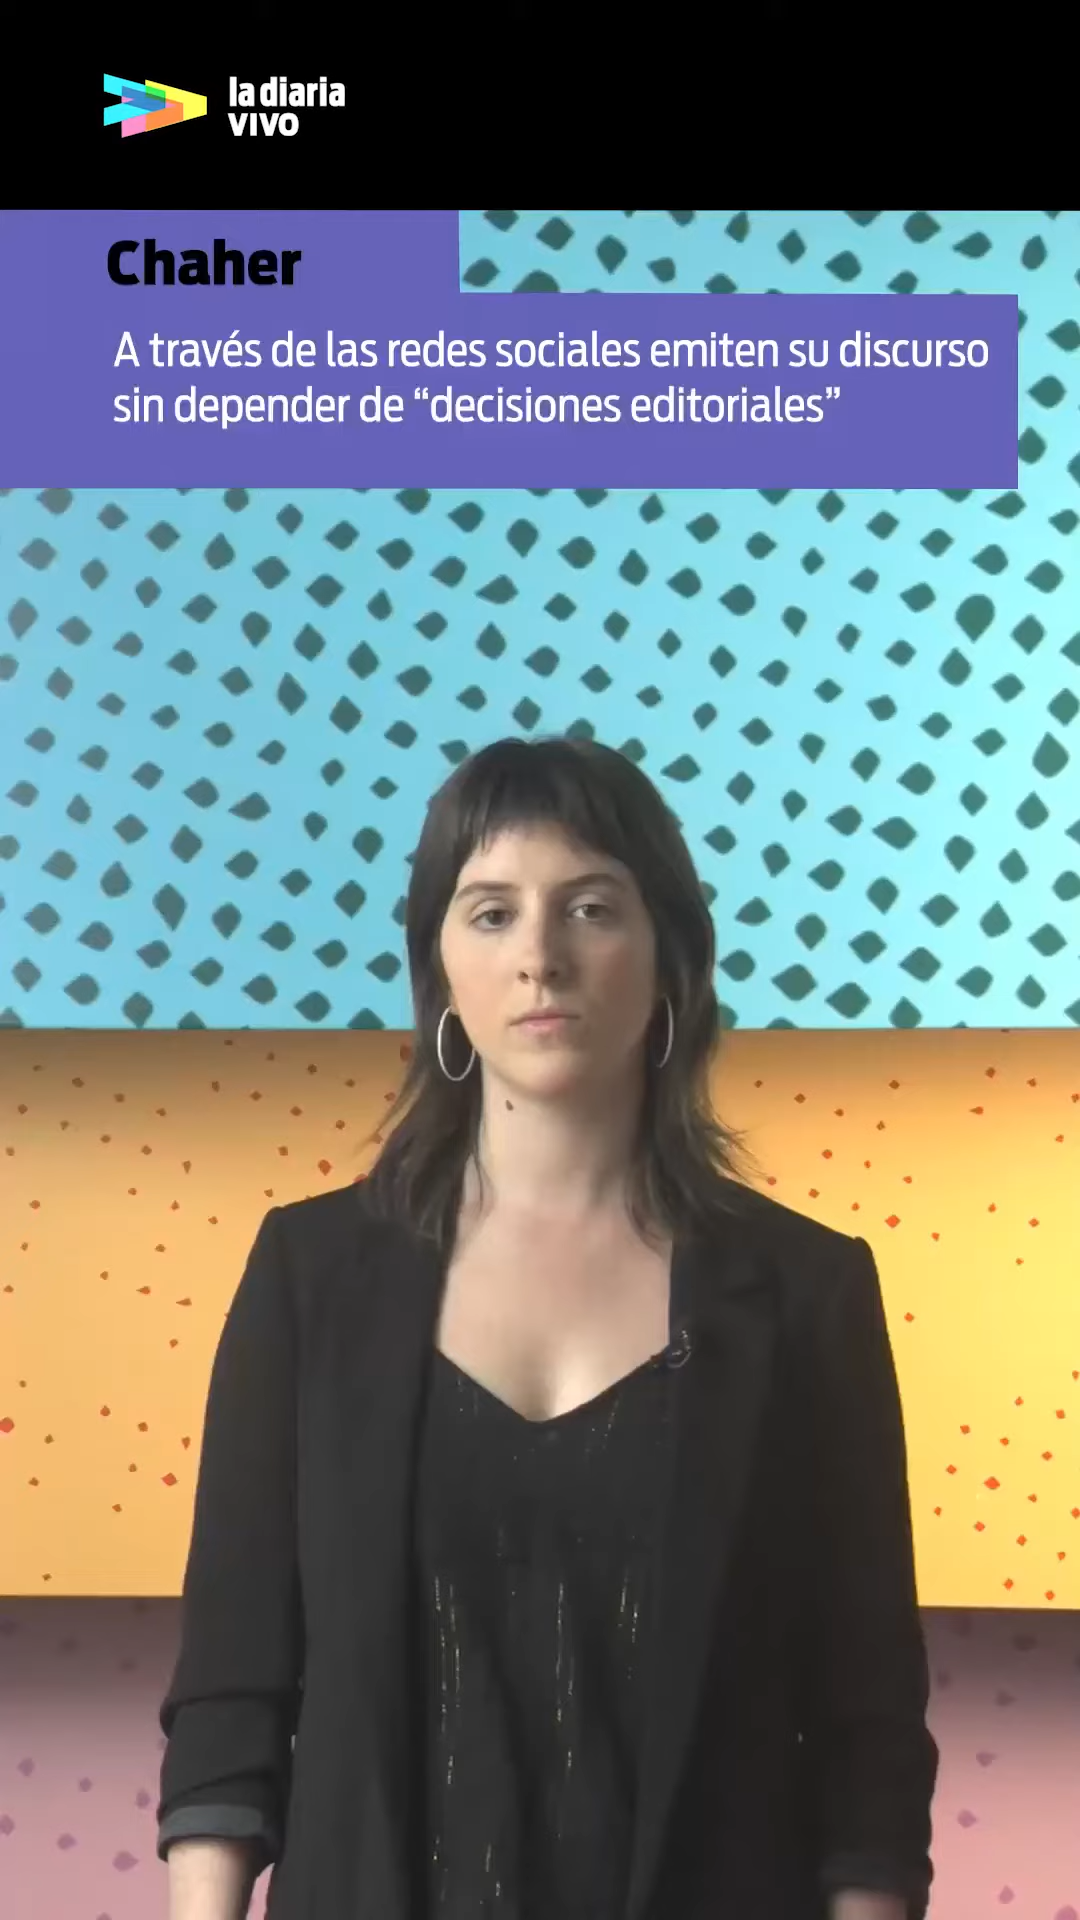 la diaria
vivo
Chaher
A través de las redes sociales emiten su discurso
sin depender de “decisiones editoriales”